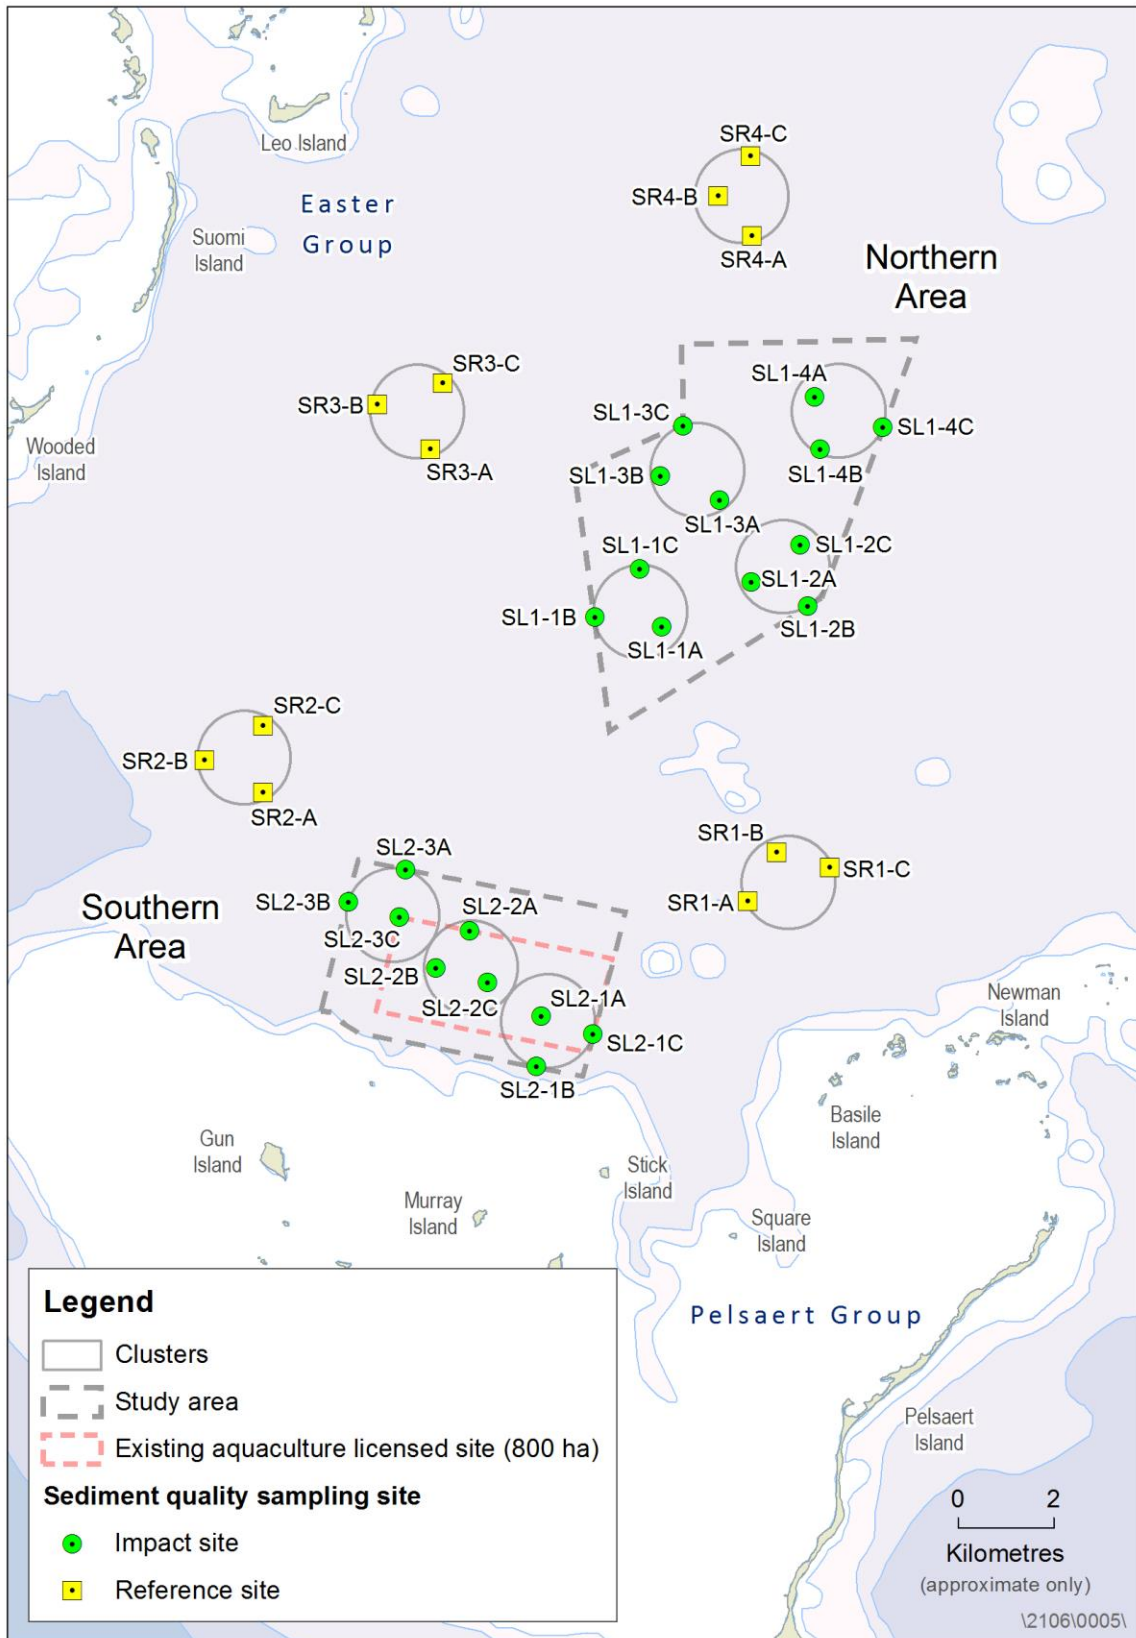 Leo Island
Easter
Group
Suomi
Island
SR4-C
SR4-B
SR4-A
Northern
Area
SR3-C
SR3-B
SR3-A
Wooded
Island
SL1-4A
SL1-3C
SL1-4C
SL1-4B
SL1-3B
SL1-3A
SL1-1C
SL1-2C
SL1-2A
SL1-1B
SL1-2B
SL1-1A
SR2-C
SR2-B
SR2-A
SR1-B
SR1-C
SR1-A
SL2-3A
SL2-3B
SL2-2A
Southern
Area
SL2-3C
SL2-2B
SL2-2C
SL2-1A
SL2-1C
SL2-1B
Newman
Island
Basile
Island
Gun
Island
Stick
Island
Murray
Island
Square
Island
Pelsaert Group
Pelsaert
Island
Legend
Clusters
Study area
Existing aquaculture licensed site (800 ha)
Sediment quality sampling site
Impact site
Reference site
0 2
Kilometres
(approximate only)
\2106\0005\